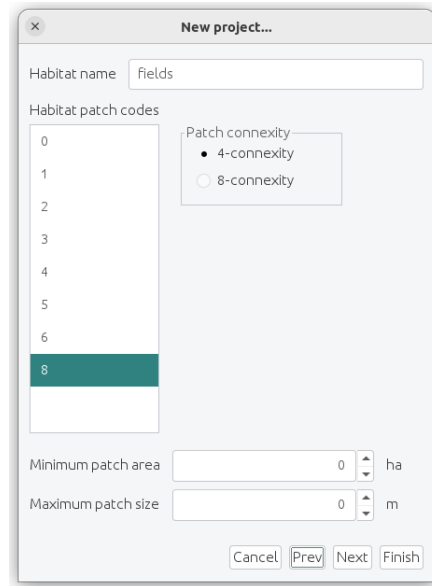 New project...
Habitat name fields
Habitat patch codes
0
1
2
3
4
5
6
8
Patch connexity
4-connexity
8-connexity
Minimum patch area 0 ha
Maximum patch size 0 m
Cancel Prev Next Finish